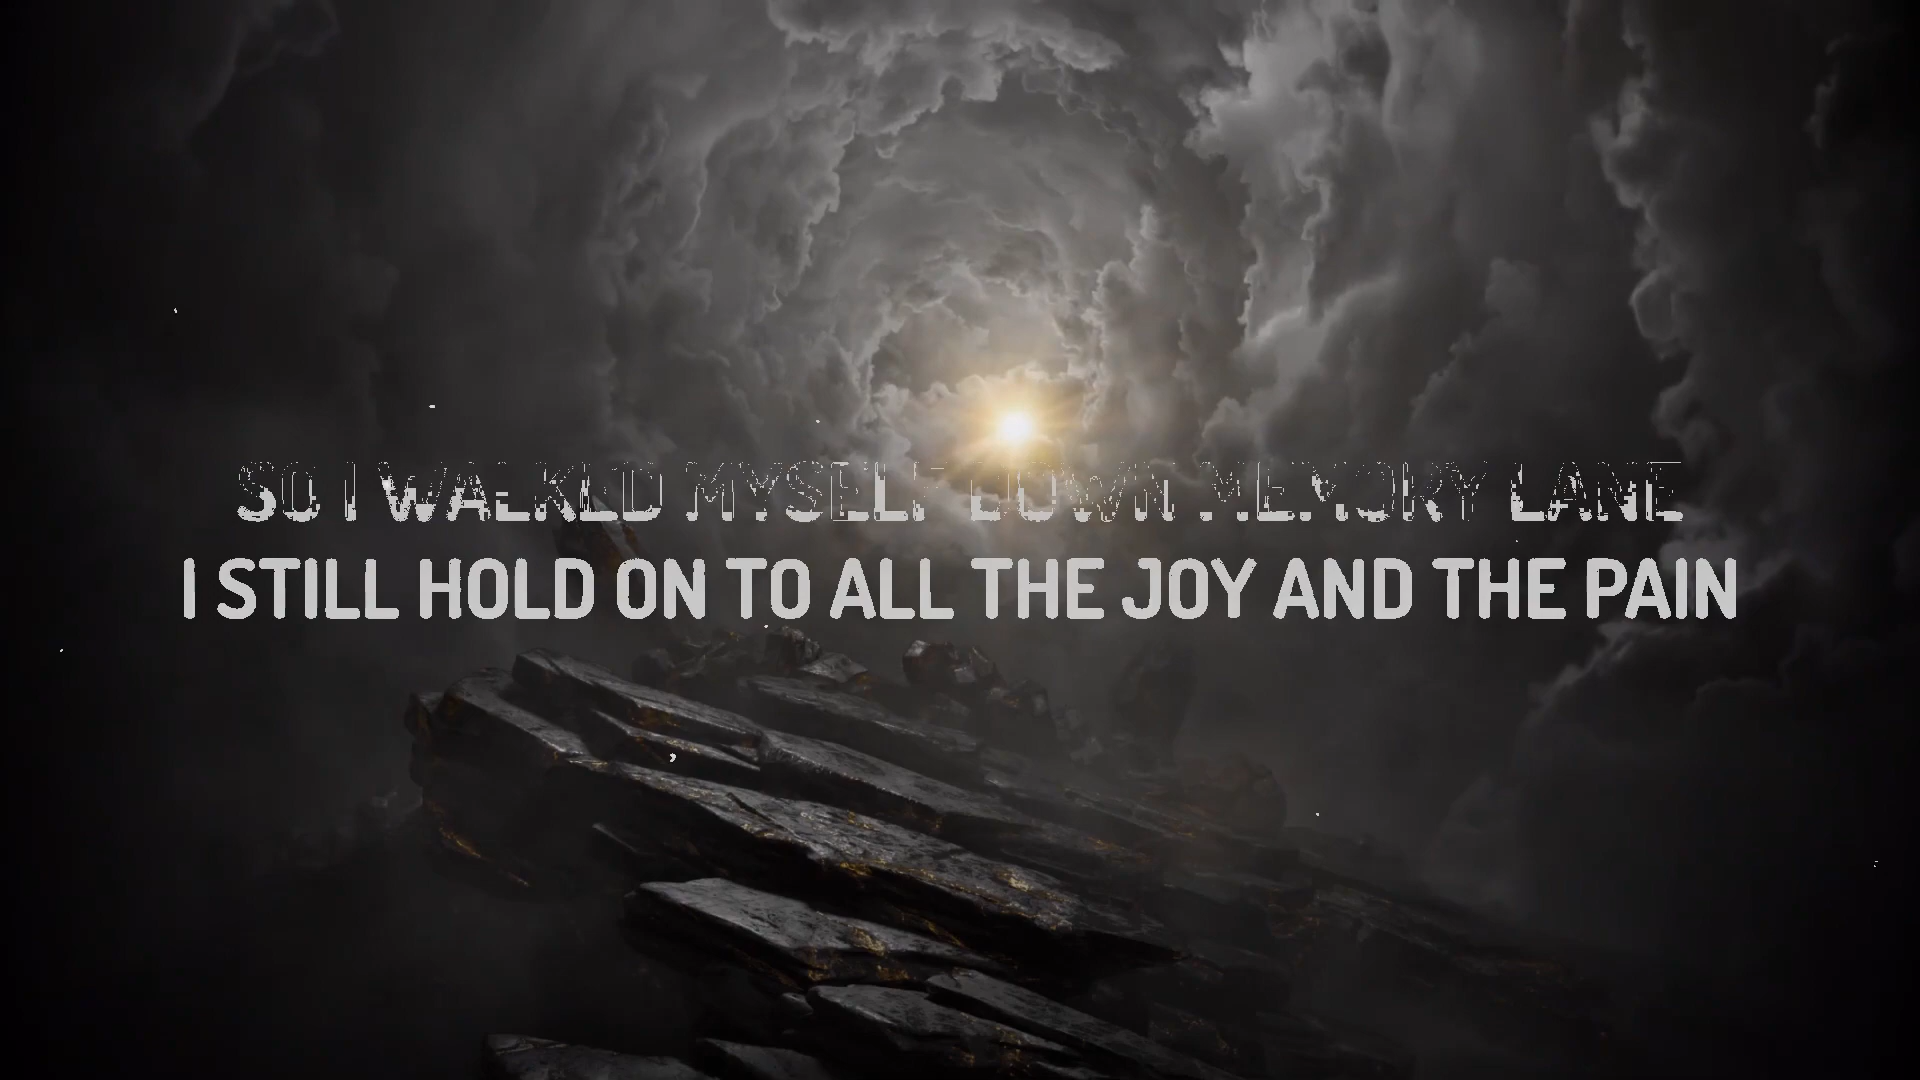 SO I WALKED MYSELF DOWN MEMORY LANE
I STILL HOLD ON TO ALL THE JOY AND THE PAIN